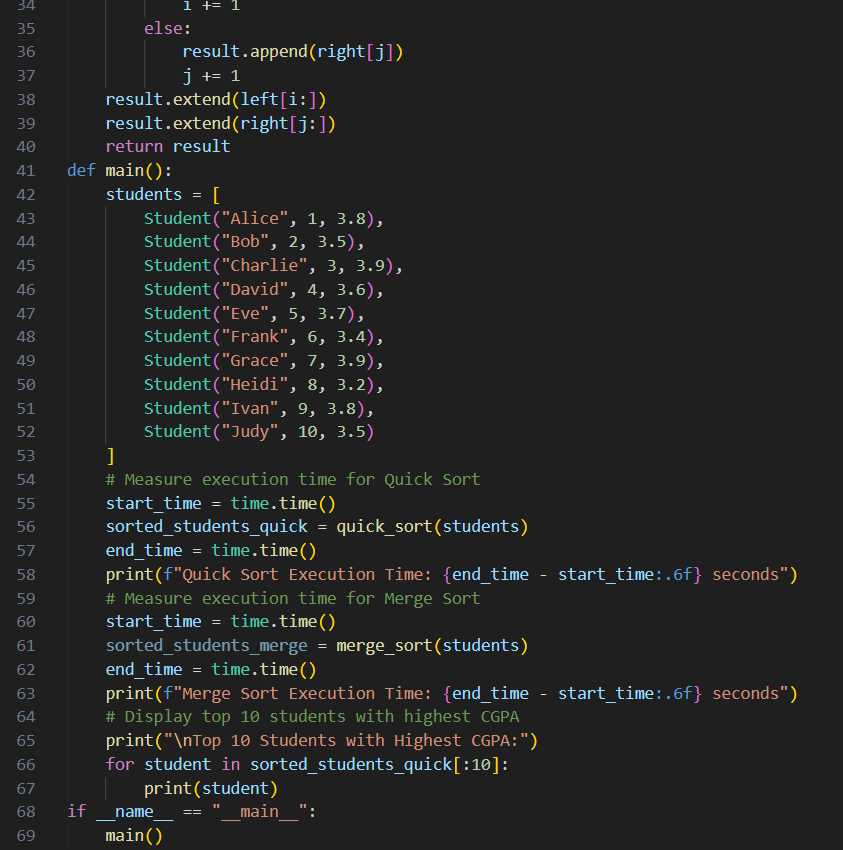 34 i += 1
35 else:
36 result.append(right[j])
37 j += 1
38 result.extend(left[i:])
39 result.extend(right[j:])
40 return result
41 def main():
42 students = [
43 Student("Alice", 1, 3.8),
44 Student("Bob", 2, 3.5),
45 Student("Charlie", 3, 3.9),
46 Student("David", 4, 3.6),
47 Student("Eve", 5, 3.7),
48 Student("Frank", 6, 3.4),
49 Student("Grace", 7, 3.9),
50 Student("Heidi", 8, 3.2),
51 Student("Ivan", 9, 3.8),
52 Student("Judy", 10, 3.5)
53 ]
54 # Measure execution time for Quick Sort
55 start_time = time.time()
56 sorted_students_quick = quick_sort(students)
57 end_time = time.time()
58 print(f"Quick Sort Execution Time: {end_time - start_time:.6f} seconds")
59 # Measure execution time for Merge Sort
60 start_time = time.time()
61 sorted_students_merge = merge_sort(students)
62 end_time = time.time()
63 print(f"Merge Sort Execution Time: {end_time - start_time:.6f} seconds")
64 # Display top 10 students with highest CGPA
65 print("\nTop 10 Students with Highest CGPA:")
66 for student in sorted_students_quick[:10]:
67 print(student)
68 if __name__ == "__main__":
69 main()